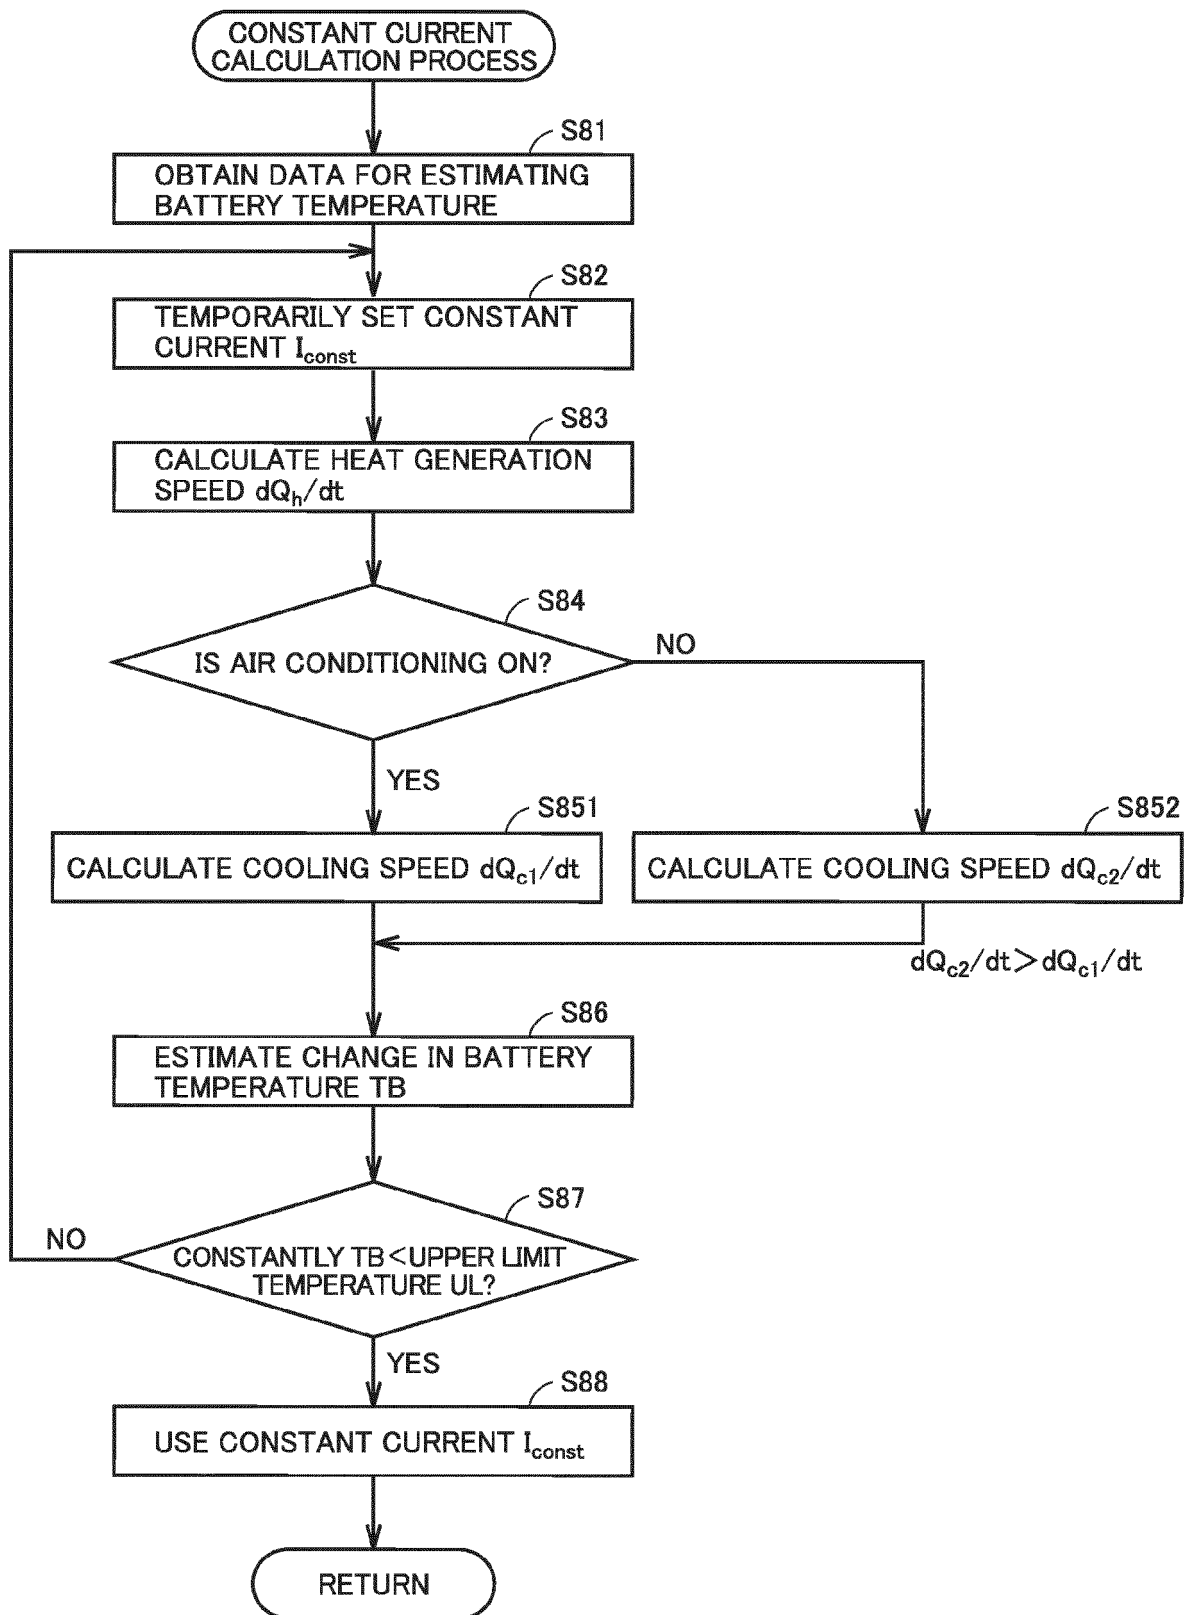 CONSTANT CURRENT
CALCULATION PROCESS
S81
OBTAIN DATA FOR ESTIMATING
BATTERY TEMPERATURE
S82
TEMPORARILY SET CONSTANT
CURRENT Iconst
S83
CALCULATE HEAT GENERATION
SPEED dQh/dt
S84
IS AIR CONDITIONING ON?
NO
YES
S851
CALCULATE COOLING SPEED dQc1/dt
S852
CALCULATE COOLING SPEED dQc2/dt
dQc2/dt>dQc1/dt
S86
ESTIMATE CHANGE IN BATTERY
TEMPERATURE TB
S87
NO
CONSTANTLY TB<UPPER LIMIT
TEMPERATURE UL?
YES
S88
USE CONSTANT CURRENT Iconst
RETURN